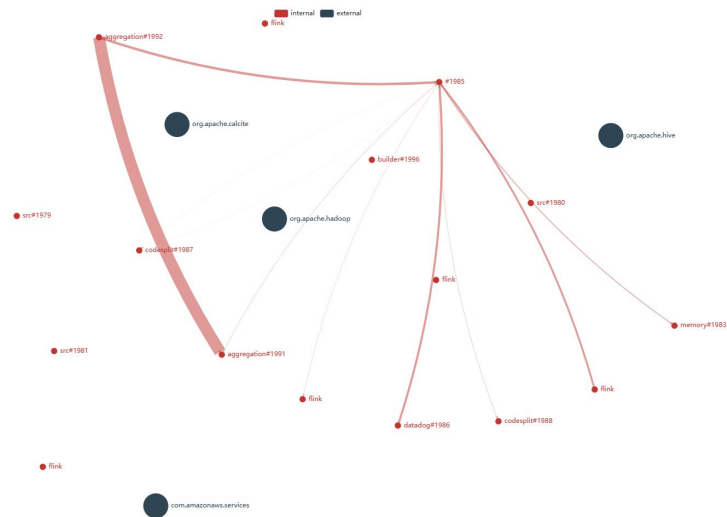 internal
external
flink
aggregation#1992
#1985
org.apache.calcite
org.apache.hive
builder#1996
src#1980
src#1979
org.apache.hadoop
codesplit#1987
flink
memory#1983
src#1981
aggregation#1991
flink
flink
datadog#1986
codesplit#1988
flink
com.amazonaws.services